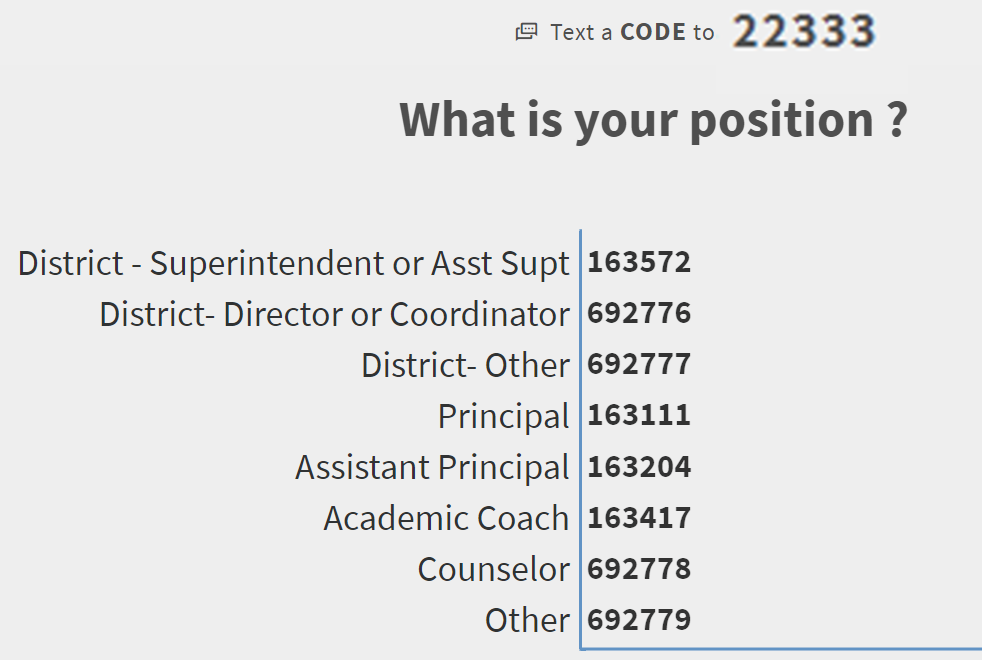 Text a CODE to 22333
What is your position ?
District - Superintendent or Asst Supt 163572
District- Director or Coordinator 692776
District- Other 692777
Principal 163111
Assistant Principal 163204
Academic Coach 163417
Counselor 692778
Other 692779